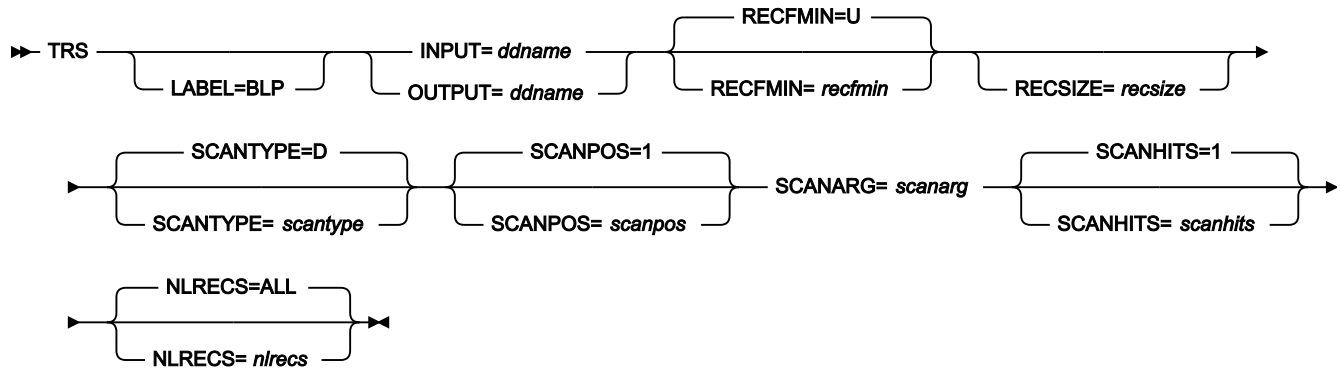 RECFMIN=U
TRS INPUT= ddname
LABEL=BLP OUTPUT= ddname RECFMIN= recfmin RECSIZE= recsize
SCANTYPE=D SCANPOS=1 SCANHITS=1
SCANARG= scanarg
SCANTYPE= scantype SCANPOS= scanpos SCANHITS= scanhits
NLRECS=ALL
NLRECS= nlrecs